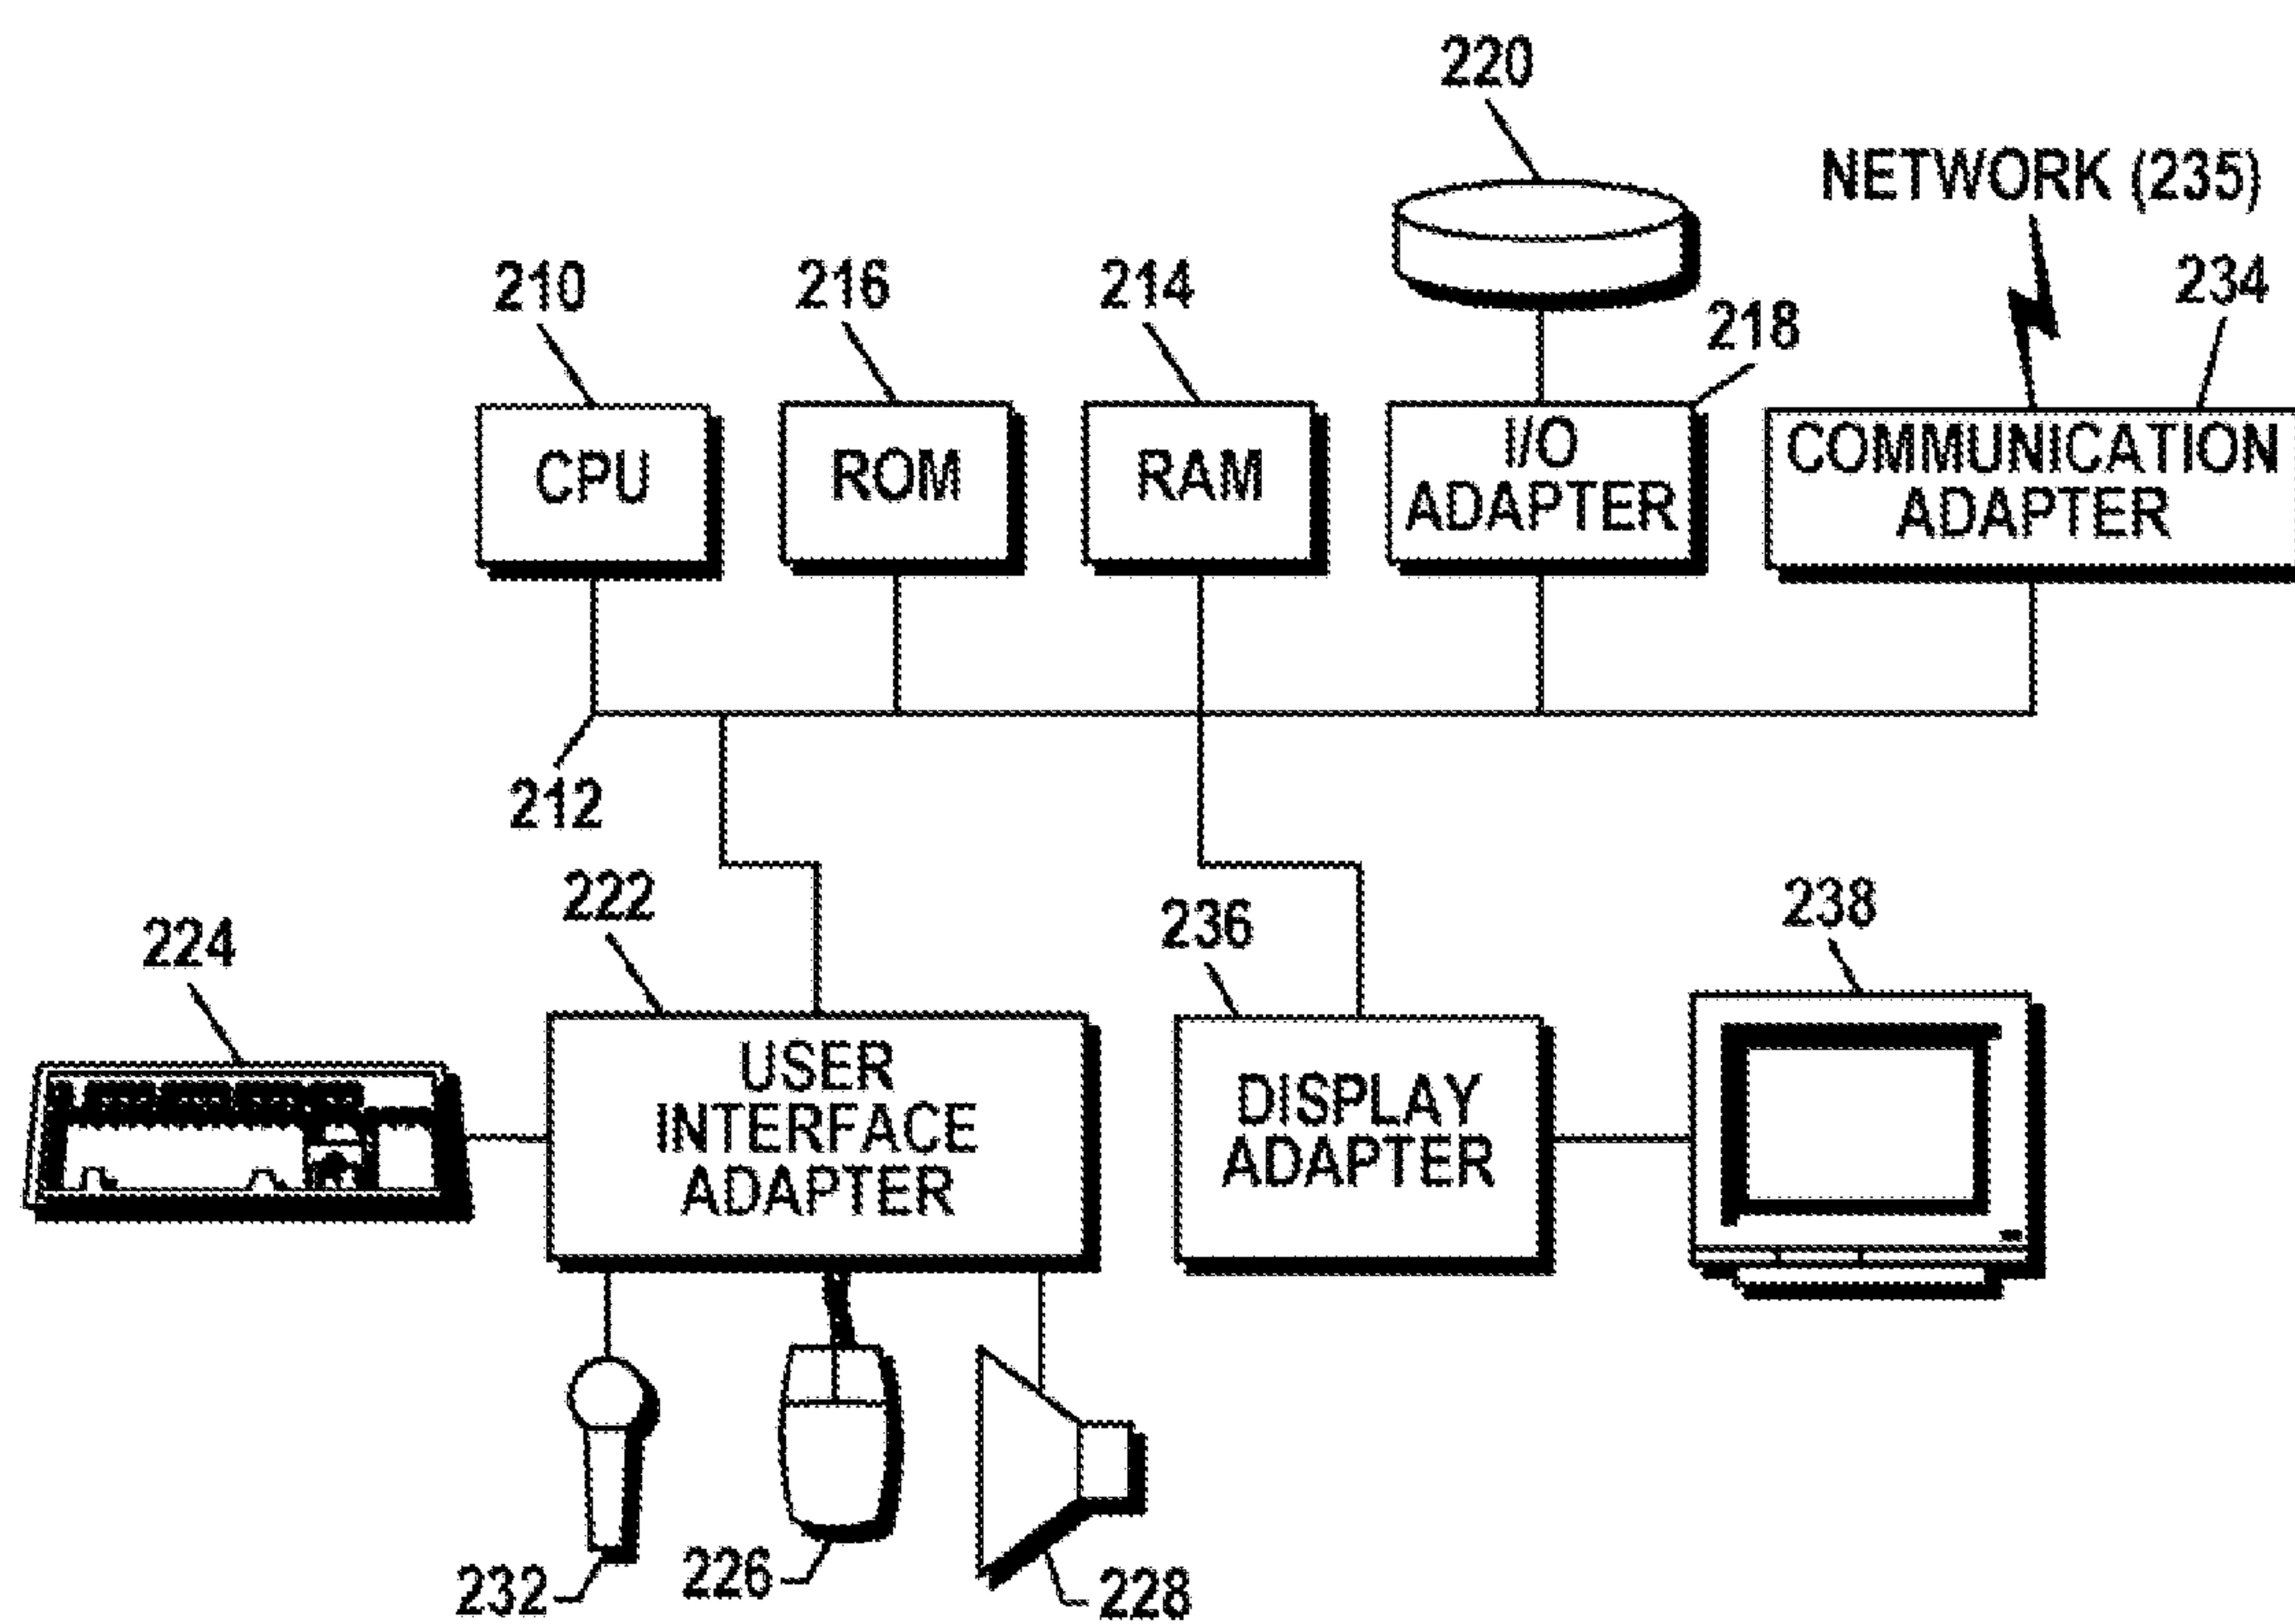 220
NETWORK (235)
210
216
214
218
234
CPU
ROM
RAM
I/O
ADAPTER
COMMUNICATION
ADAPTER
212
222
236
238
224
USER
INTERFACE
ADAPTER
DISPLAY
ADAPTER
232
226
228